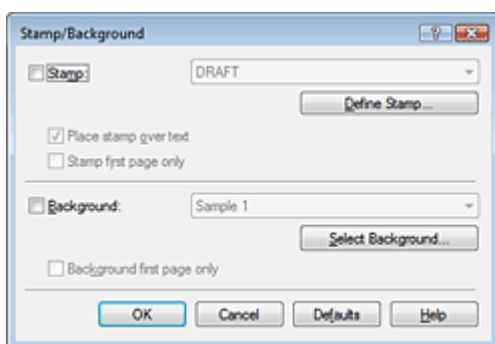 Stamp/Background
Stamp: DRAFT
Define Stamp...
Place stamp over text
Stamp first page only
Background: Sample 1
Select Background...
Background first page only
OK Cancel Defaults Help